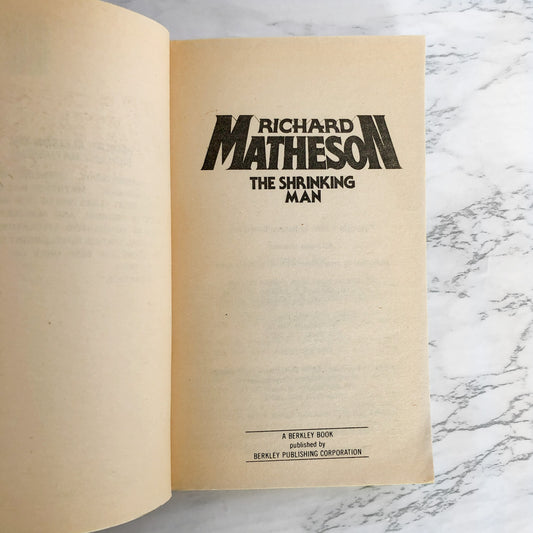 RICHARD
MATHESON
THE SHRINKING
MAN
A BERKLEY BOOK
published by
BERKLEY PUBLISHING CORPORATION